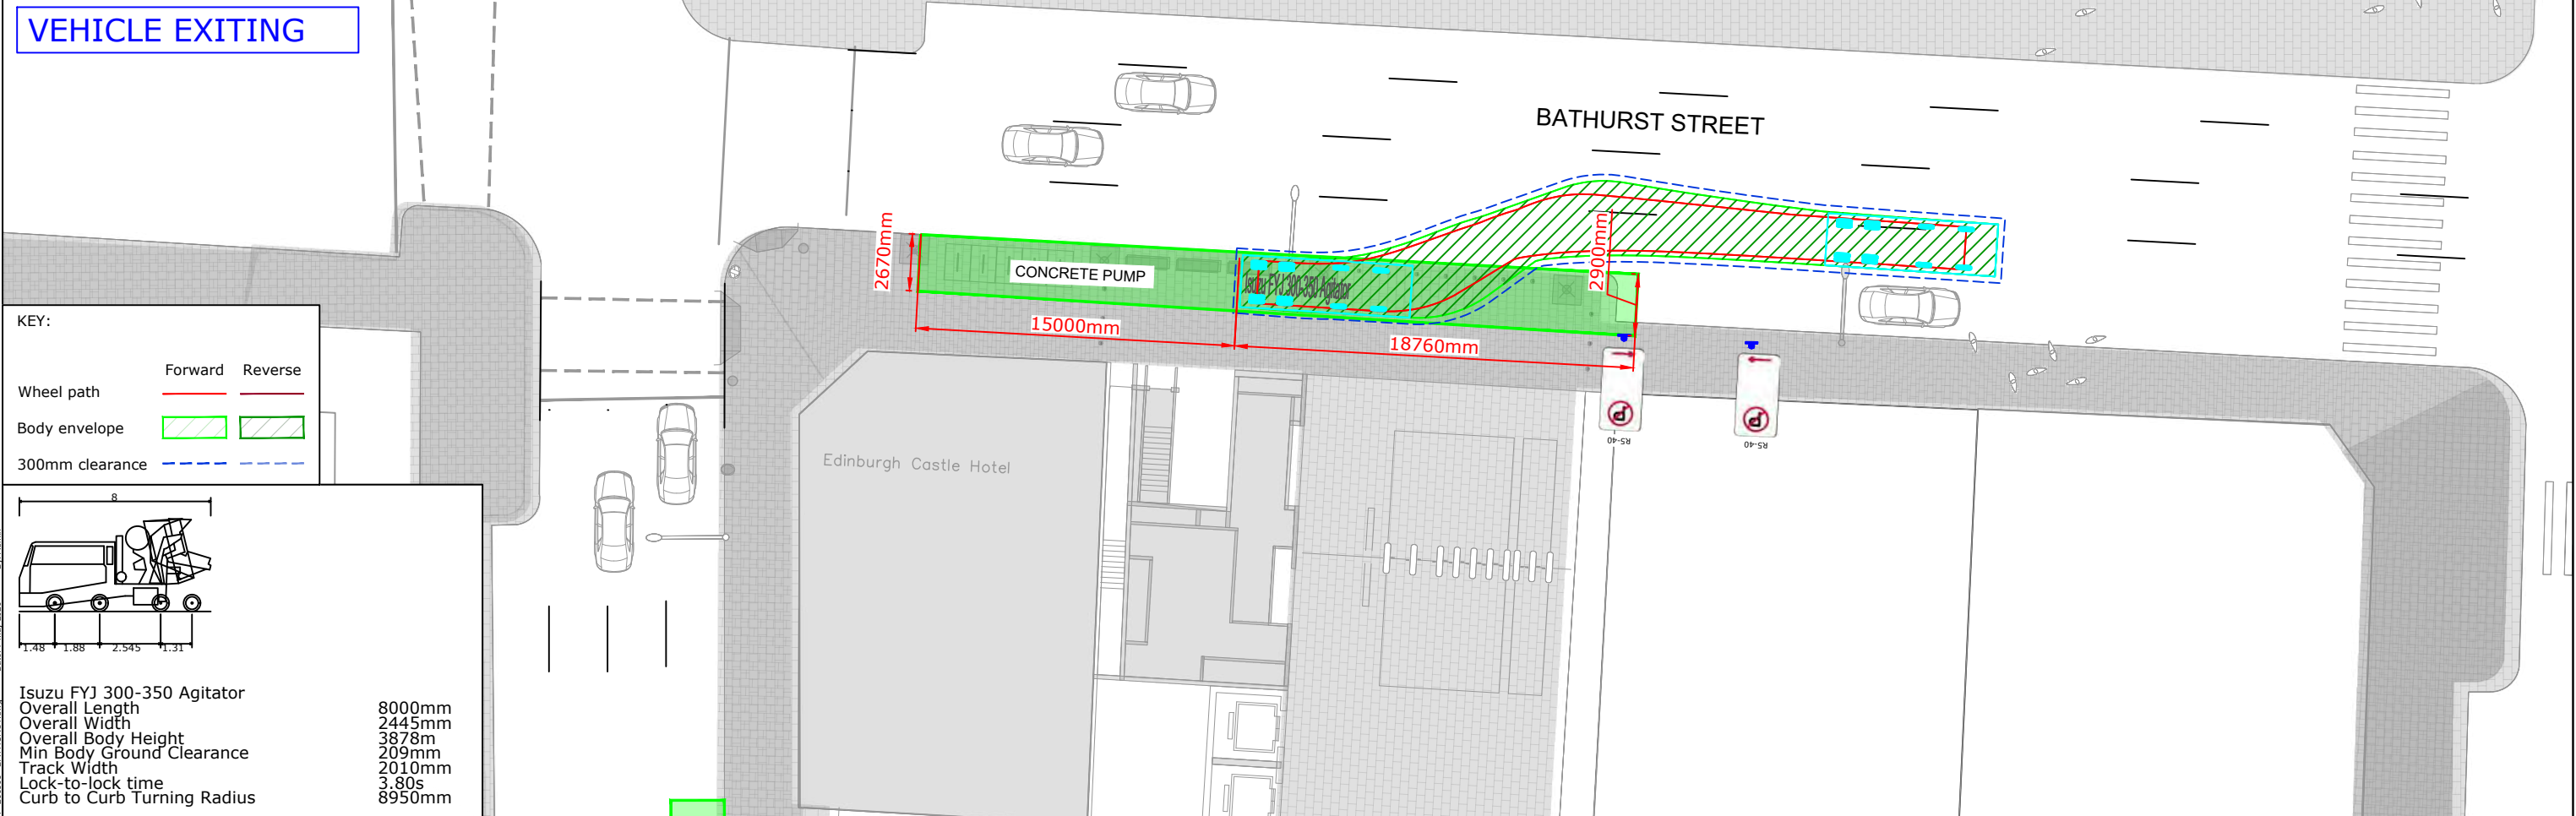 VEHICLE EXITING
BATHURST STREET
2670mm
CONCRETE PUMP
Isuzu FYJ 300-350 Agitator
2900mm
15000mm
18760mm
R5-40
R5-40
Edinburgh Castle Hotel
KEY:
Forward Reverse
Wheel path
Body envelope
300mm clearance
8
1.48 1.88 2.545 1.31
Isuzu FYJ 300-350 Agitator
Overall Length 8000mm
Overall Width 2445mm
Overall Body Height 3878m
Min Body Ground Clearance 209mm
Track Width 2010mm
Lock-to-lock time 3.80s
Curb to Curb Turning Radius 8950mm